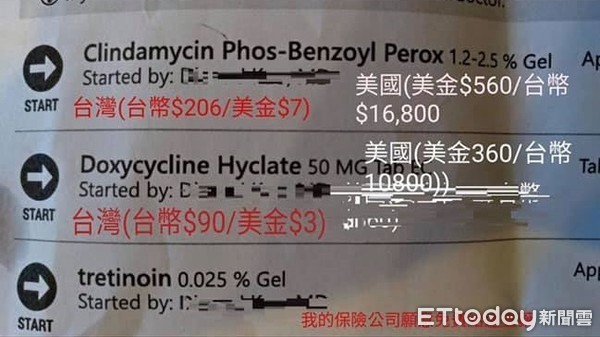 Clindamycin Phos-Benzoyl Perox 1.2-2.5 % Gel
Started by:
START
台灣(台幣$206/美金$7)
美國(美金$560/台幣
$16,800
Doxycycline Hyclate 50 MG Tab
Started by:
START
台灣(台幣$90/美金$3)
美國(美金360/台幣
10800))
tretinoin 0.025 % Gel
Started by:
START
我的保險公司願
ETtoday新聞雲